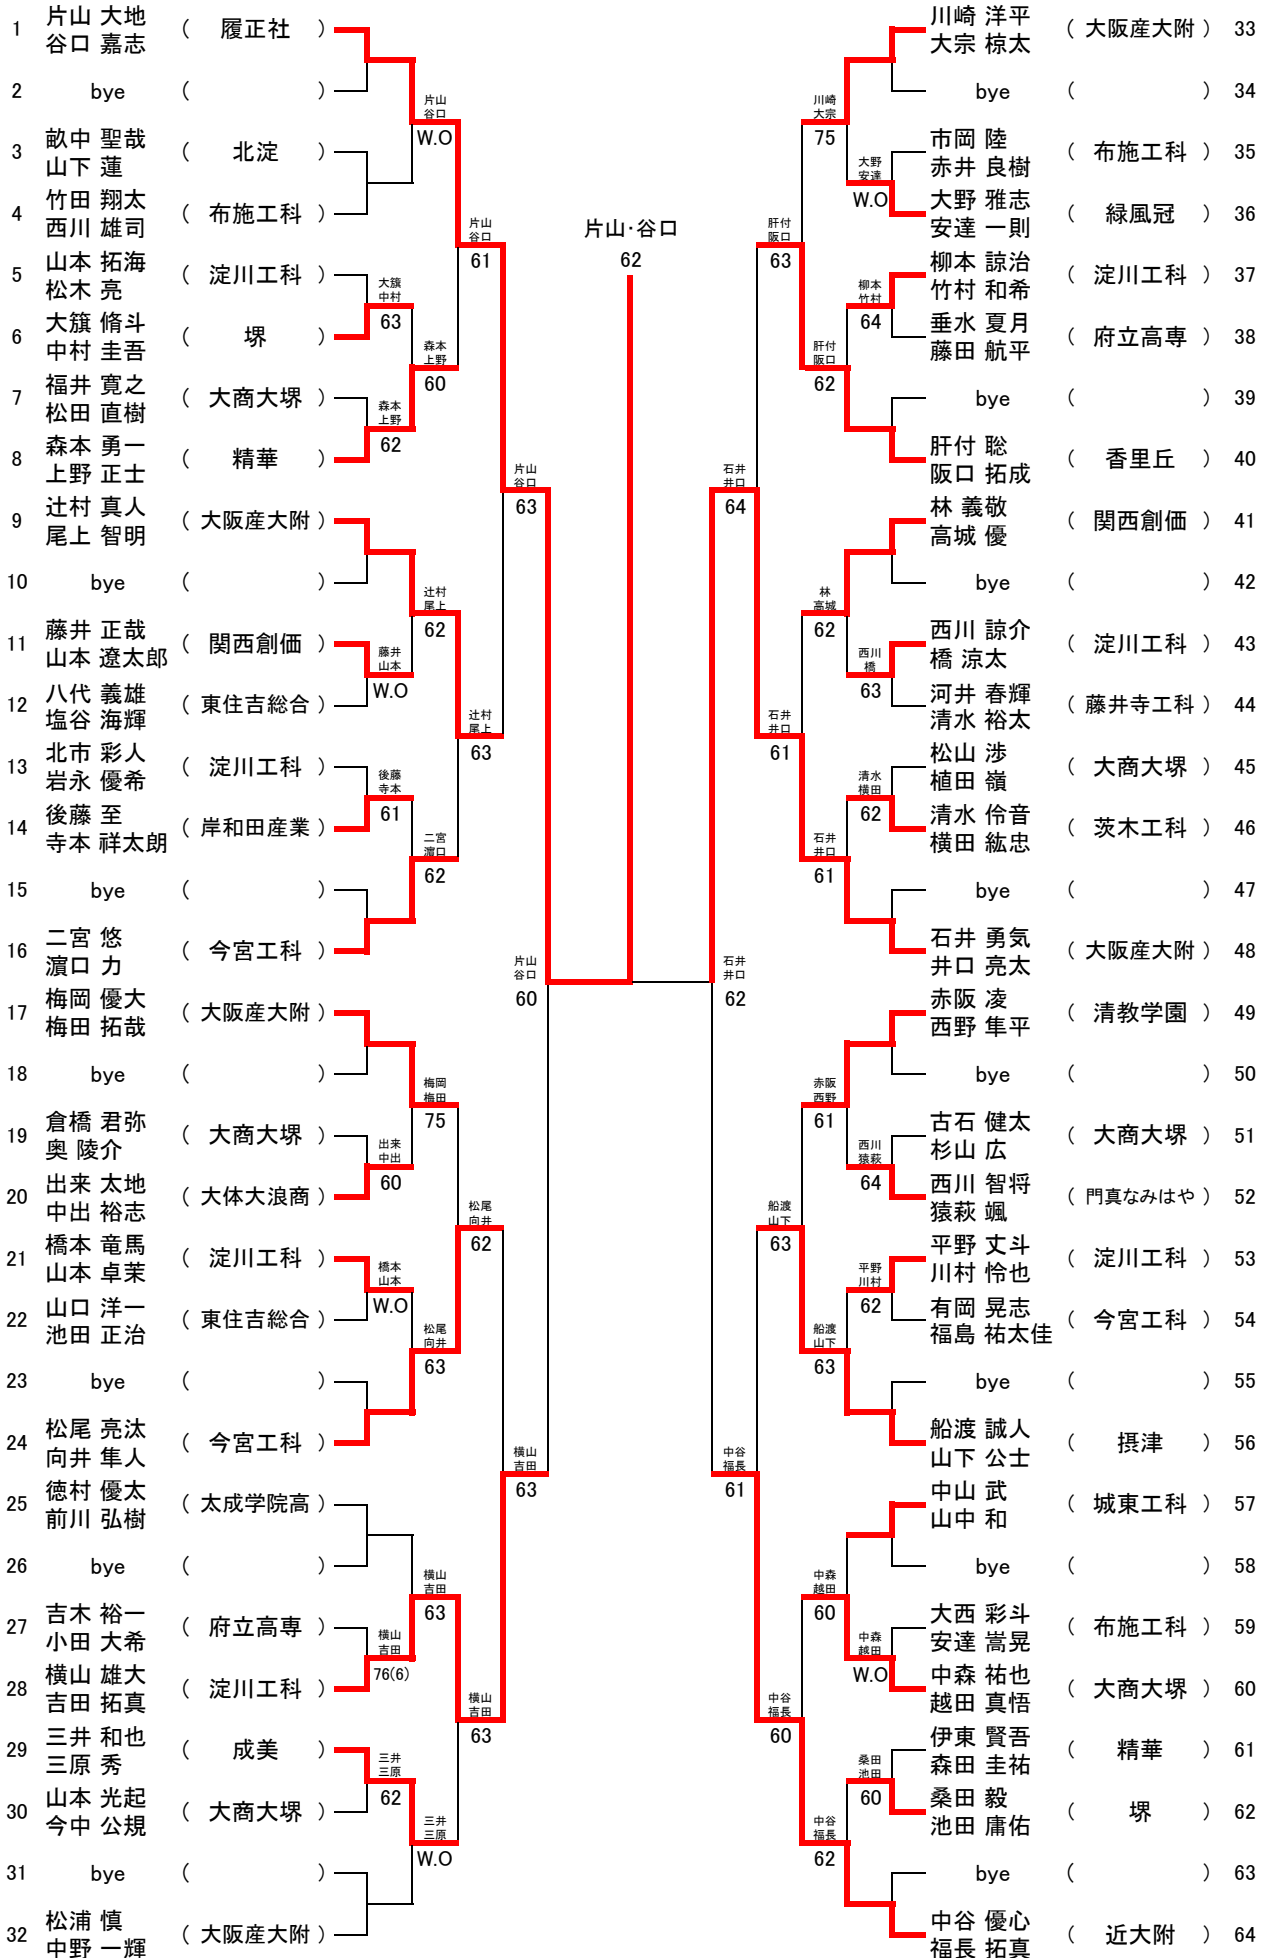 1 片山 大地 谷口 嘉志 ( 履正社 )
2 bye ( )
3 畝中 聖哉 山下 蓮 ( 北淀 )
4 竹田 翔太 西川 雄司 ( 布施工科 )
5 山本 拓海 松木 亮 ( 淀川工科 )
6 大籏 脩斗 中村 圭吾 ( 堺 )
7 福井 寛之 松田 直樹 ( 大商大堺 )
8 森本 勇一 上野 正士 ( 精華 )
9 辻村 真人 尾上 智明 ( 大阪産大附 )
10 bye ( )
11 藤井 正哉 山本 遼太郎 ( 関西創価 )
12 八代 義雄 塩谷 海輝 ( 東住吉総合 )
13 北市 彩人 岩永 優希 ( 淀川工科 )
14 後藤 至 寺本 祥太朗 ( 岸和田産業 )
15 bye ( )
16 二宮 悠 濵口 力 ( 今宮工科 )
17 梅岡 優大 梅田 拓哉 ( 大阪産大附 )
18 bye ( )
19 倉橋 君弥 奥 陵介 ( 大商大堺 )
20 出来 太地 中出 裕志 ( 大体大浪商 )
21 橋本 竜馬 山本 卓茉 ( 淀川工科 )
22 山口 洋一 池田 正治 ( 東住吉総合 )
23 bye ( )
24 松尾 亮汰 向井 隼人 ( 今宮工科 )
25 徳村 優太 前川 弘樹 ( 太成学院高 )
26 bye ( )
27 吉木 裕一 小田 大希 ( 府立高専 )
28 横山 雄大 吉田 拓真 ( 淀川工科 )
29 三井 和也 三原 秀 ( 成美 )
30 山本 光起 今中 公規 ( 大商大堺 )
31 bye ( )
32 松浦 慎 中野 一輝 ( 大阪産大附 )
大籏 中村 63
森本 上野 62
藤井 山本 W.O
後藤 寺本 61
出来 中出 60
橋本 山本 W.O
横山 吉田 76(6)
三井 三原 62
片山 谷口 W.O
森本 上野 60
辻村 尾上 62
二宮 濵口 62
梅岡 梅田 75
松尾 向井 63
横山 吉田 63
三井 三原 W.O
片山 谷口 61
辻村 尾上 63
松尾 向井 62
横山 吉田 63
片山 谷口 63
横山 吉田 63
片山 谷口 60
片山・谷口
62
石井 井口 62
石井 井口 64
中谷 福長 61
肝付 阪口 63
石井 井口 61
船渡 山下 63
中谷 福長 60
川崎 大宗 75
肝付 阪口 62
林 高城 62
石井 井口 61
赤阪 西野 61
船渡 山下 63
中森 越田 60
中谷 福長 62
大野 安達 W.O
柳本 竹村 64
西川 橋 63
清水 横田 62
西川 猿萩 64
平野 川村 62
中森 越田 W.O
桑田 池田 60
川崎 洋平 大宗 椋太 ( 大阪産大附 ) 33
bye ( ) 34
市岡 陸 赤井 良樹 ( 布施工科 ) 35
大野 雅志 安達 一則 ( 緑風冠 ) 36
柳本 諒治 竹村 和希 ( 淀川工科 ) 37
垂水 夏月 藤田 航平 ( 府立高専 ) 38
bye ( ) 39
肝付 聡 阪口 拓成 ( 香里丘 ) 40
林 義敬 高城 優 ( 関西創価 ) 41
bye ( ) 42
西川 諒介 橋 涼太 ( 淀川工科 ) 43
河井 春輝 清水 裕太 ( 藤井寺工科 ) 44
松山 渉 植田 嶺 ( 大商大堺 ) 45
清水 伶音 横田 紘忠 ( 茨木工科 ) 46
bye ( ) 47
石井 勇気 井口 亮太 ( 大阪産大附 ) 48
赤阪 凌 西野 隼平 ( 清教学園 ) 49
bye ( ) 50
古石 健太 杉山 広 ( 大商大堺 ) 51
西川 智将 猿萩 颯 ( 門真なみはや ) 52
平野 丈斗 川村 怜也 ( 淀川工科 ) 53
有岡 晃志 福島 祐太佳 ( 今宮工科 ) 54
bye ( ) 55
船渡 誠人 山下 公士 ( 摂津 ) 56
中山 武 山中 和 ( 城東工科 ) 57
bye ( ) 58
大西 彩斗 安達 嵩晃 ( 布施工科 ) 59
中森 祐也 越田 真悟 ( 大商大堺 ) 60
伊東 賢吾 森田 圭祐 ( 精華 ) 61
桑田 毅 池田 庸佑 ( 堺 ) 62
bye ( ) 63
中谷 優心 福長 拓真 ( 近大附 ) 64